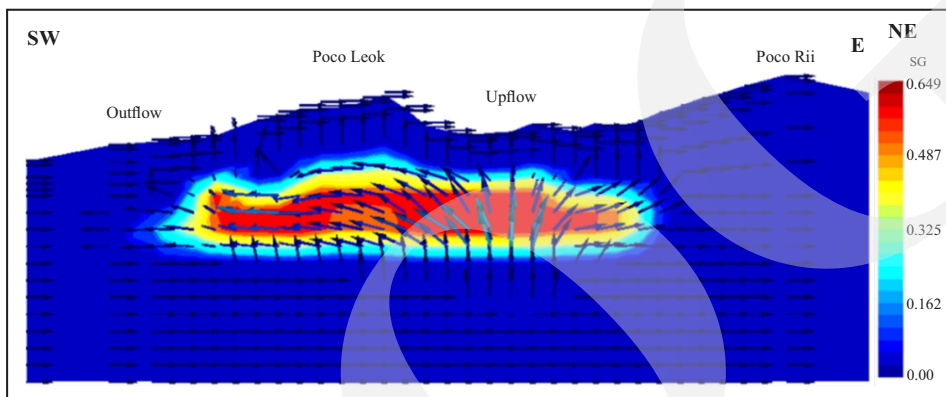 SW
NE
E
Poco Leok
Poco Rii
SG
Outflow
Upflow
0.649
0.487
0.325
0.162
0.00